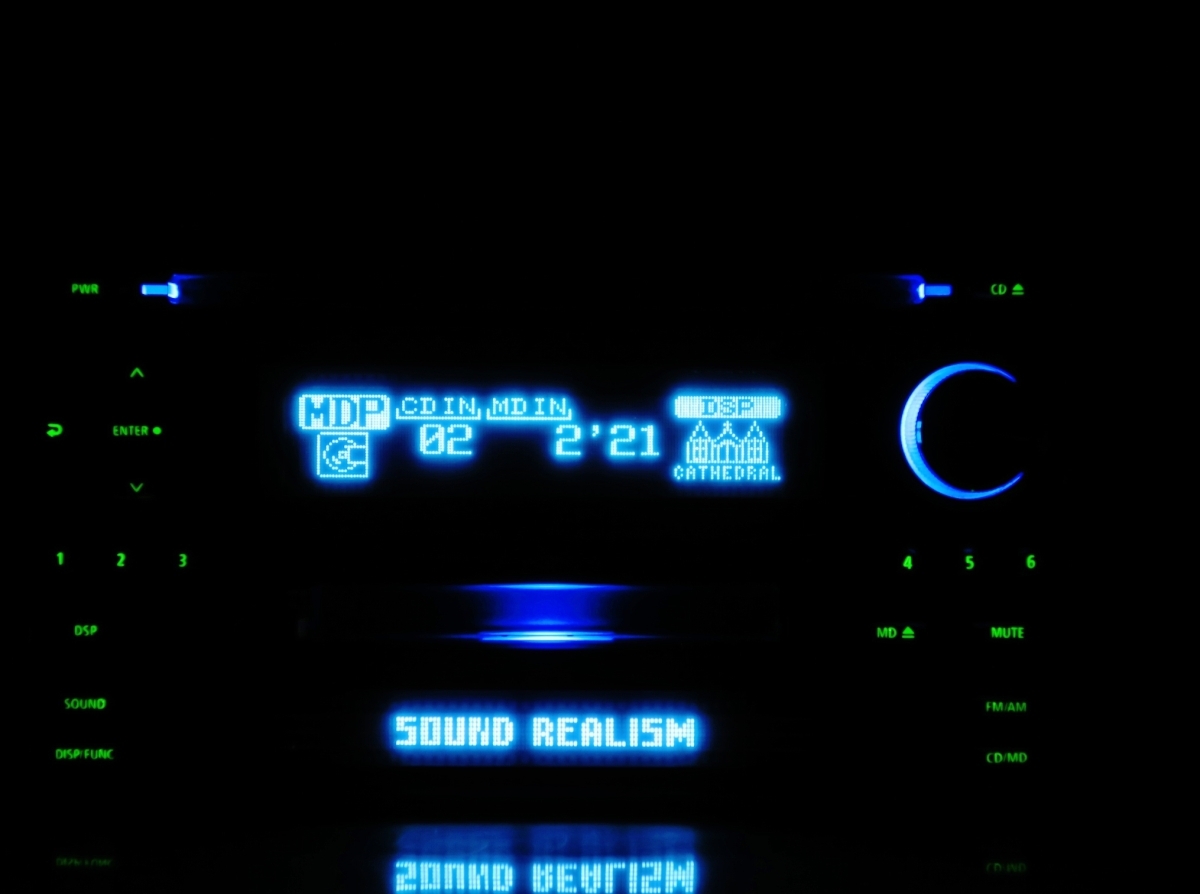 PWR
CD
MDP CD IN MD IN DSP
02 2'21
CATHEDRAL
ENTER
1 2 3
4 5 6
DSP
MD
MUTE
SOUND
FM/AM
SOUND REALISM
DISP/FUNC
CD/MD